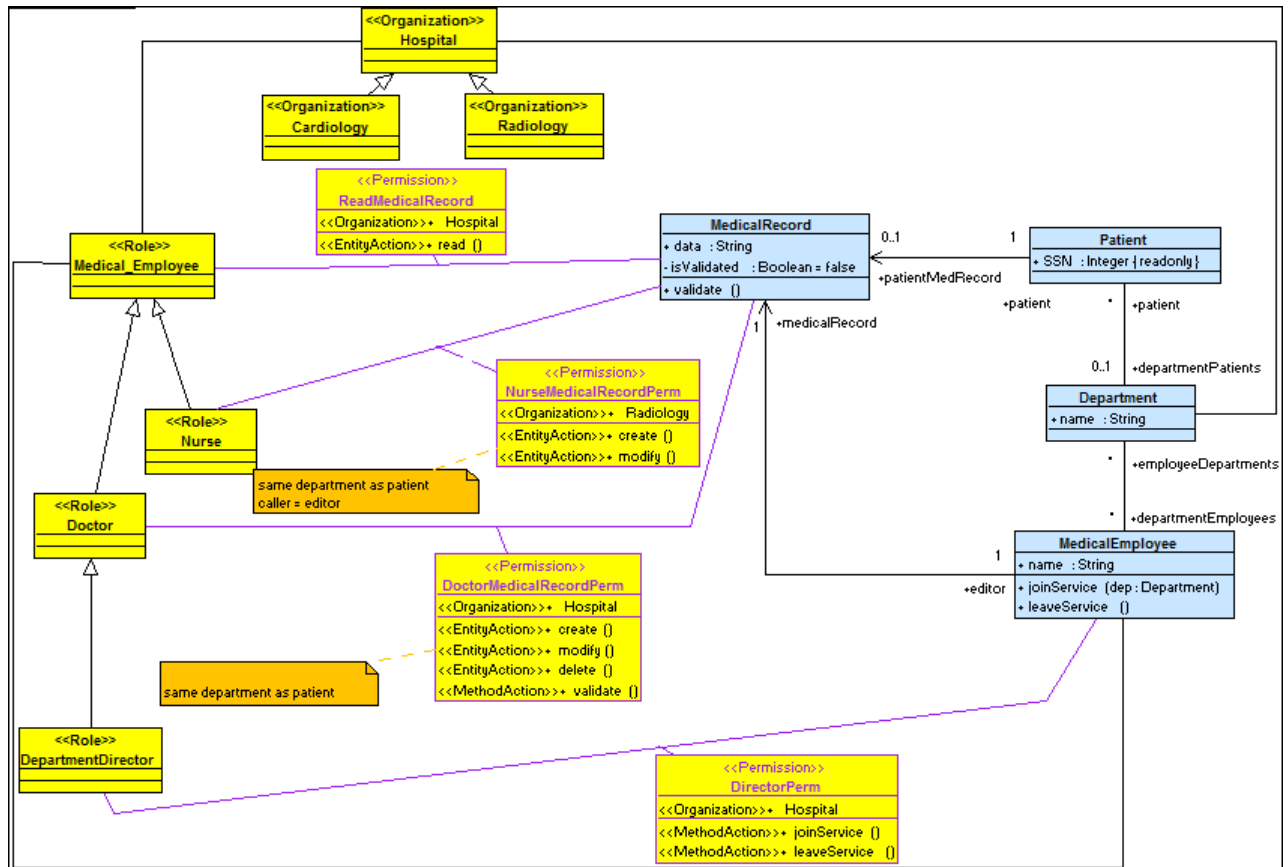 <<Organization>>
Hospital
<<Organization>>
Cardiology
<<Organization>>
Radiology
<<Permission>>
ReadMedicalRecord
<<Organization>>+ Hospital
<<EntityAction>>+ read ()
<<Role>>
Medical_Employee
MedicalRecord
+ data : String
- isValidated : Boolean = false
+ validate ()
0..1
1
+patientMedRecord
Patient
+ SSN : Integer {readonly}
+patient
*
+patient
1
+medicalRecord
0..1
+departmentPatients
<<Permission>>
NurseMedicalRecordPerm
<<Organization>>+ Radiology
<<EntityAction>>+ create ()
<<EntityAction>>+ modify ()
Department
+ name : String
<<Role>>
Nurse
same department as patient
caller = editor
*
+employeeDepartments
*
+departmentEmployees
<<Role>>
Doctor
MedicalEmployee
+ name : String
+ joinService (dep : Department)
+ leaveService ()
1
+editor
<<Permission>>
DoctorMedicalRecordPerm
<<Organization>>+ Hospital
<<EntityAction>>+ create ()
<<EntityAction>>+ modify ()
<<EntityAction>>+ delete ()
<<MethodAction>>+ validate ()
same department as patient
<<Role>>
DepartmentDirector
<<Permission>>
DirectorPerm
<<Organization>>+ Hospital
<<MethodAction>>+ joinService ()
<<MethodAction>>+ leaveService ()